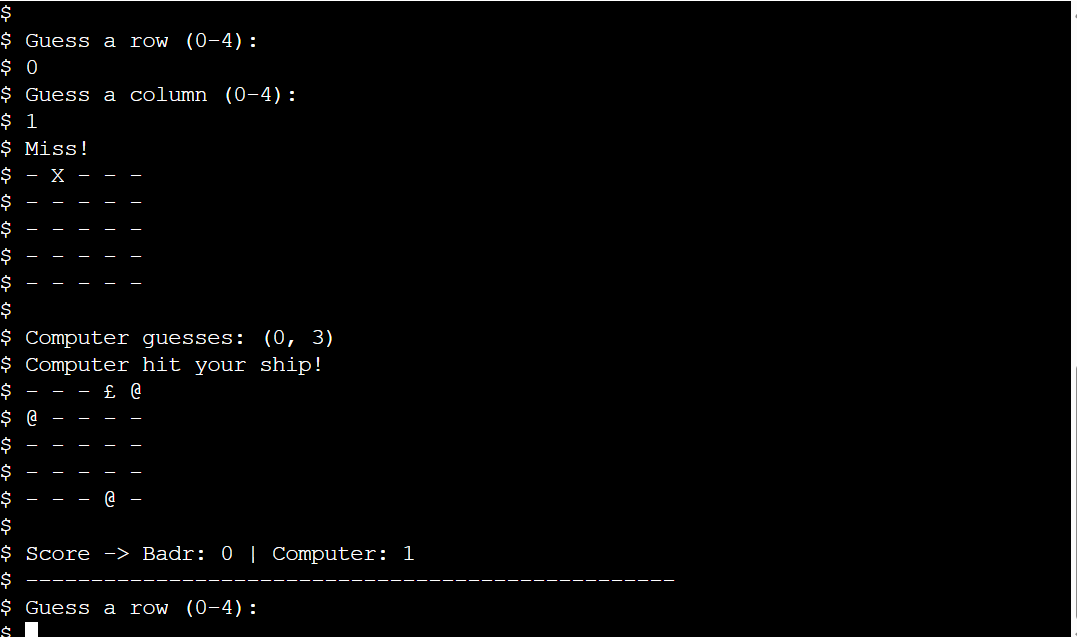 $
$ Guess a row (0-4):
$ 0
$ Guess a column (0-4):
$ 1
$ Miss!
$ - X - - -
$ - - - - -
$ - - - - -
$ - - - - -
$ - - - - -
$
$ Computer guesses: (0, 3)
$ Computer hit your ship!
$ - - - £ @
$ @ - - - -
$ - - - - -
$ - - - - -
$ - - - @ -
$
$ Score -> Badr: 0 | Computer: 1
$ --------------------------------------------------
$ Guess a row (0-4):
$